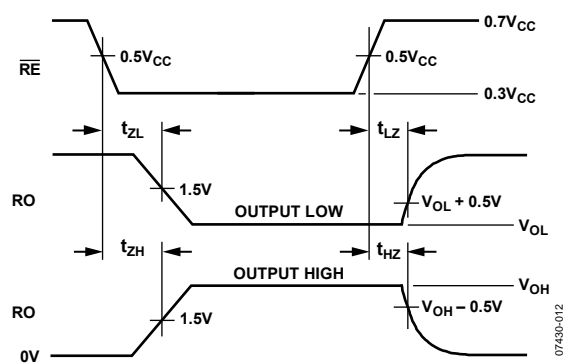 0.7VCC
RE
0.5VCC
0.5VCC
0.3VCC
tZL
tLZ
RO
1.5V
OUTPUT LOW
VOL + 0.5V
VOL
tZH
tHZ
OUTPUT HIGH
VOH
RO
1.5V
VOH – 0.5V
0V
07430-012